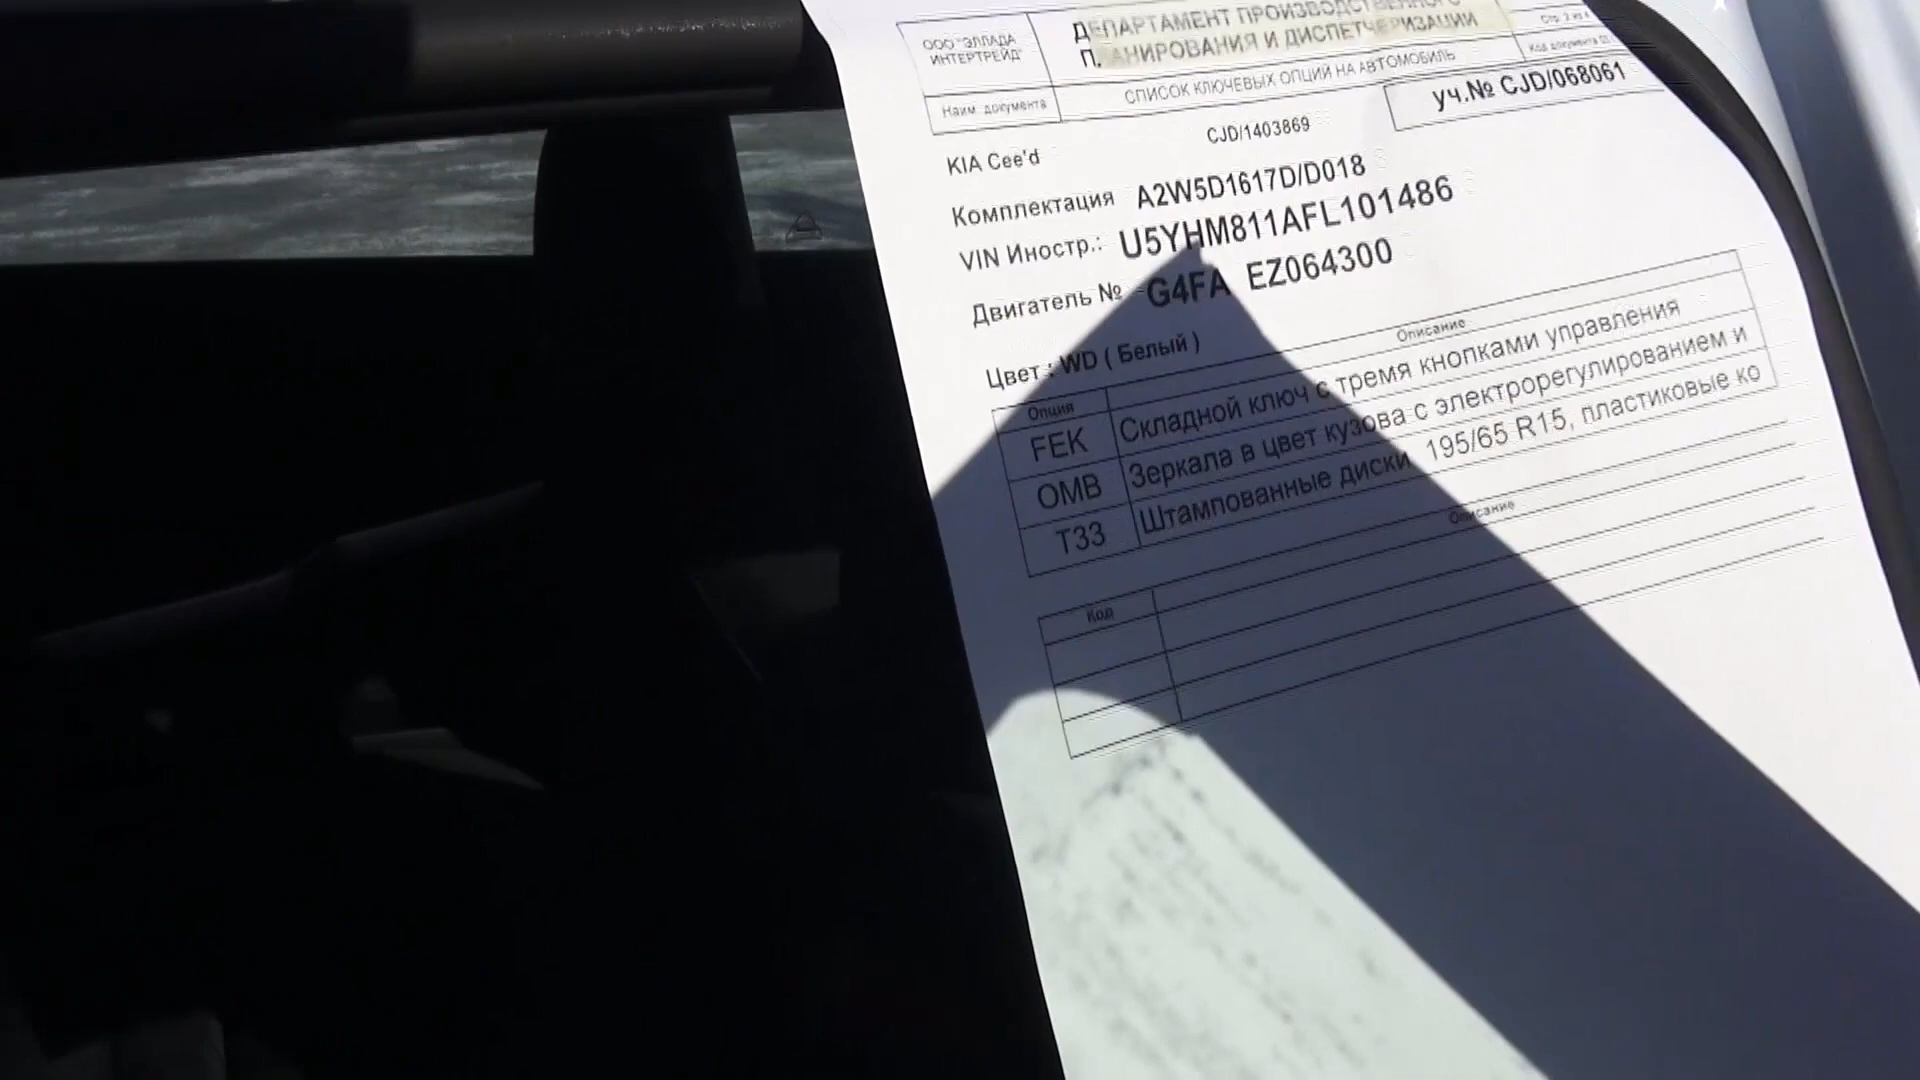 ООО "ЭЛЛАДА
ИНТЕРТРЕЙД"
ДЕПАРТАМЕНТ ПРОИЗВОДСТВЕННОГО
П. АНИРОВАНИЯ И ДИСПЕТЧЕРИЗАЦИИ
Наим. документа
СПИСОК КЛЮЧЕВЫХ ОПЦИЙ НА АВТОМОБИЛЬ
Код документа
уч.№ CJD/068061
KIA Cee'd
CJD/1403869
Комплектация A2W5D1617D/D018
VIN Иностр.: U5YHM811AFL101486
Двигатель № G4FA EZ064300
Цвет : WD ( Белый )
Опция Описание
FEK Складной ключ с тремя кнопками управления
OMB Зеркала в цвет кузова с электрорегулированием и
T33 Штампованные диски 195/65 R15, пластиковые ко
Код Описание